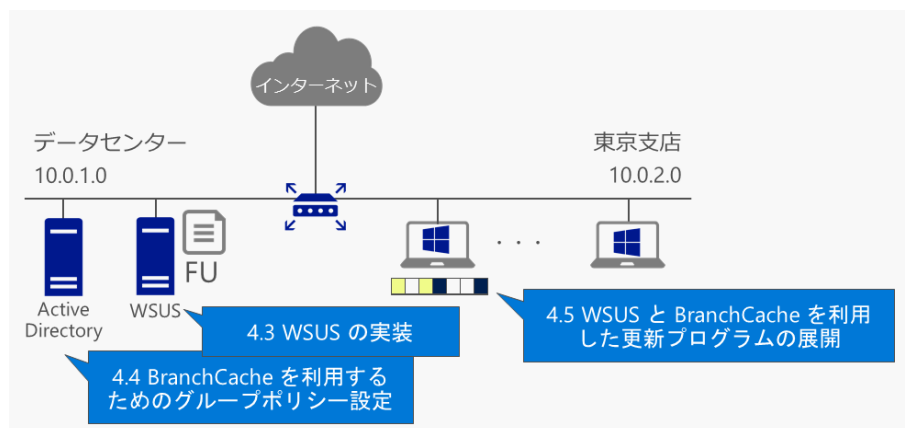 インターネット
データセンター
10.0.1.0
東京支店
10.0.2.0
FU
Active
Directory
WSUS
・・・
4.3 WSUS の実装
4.4 BranchCache を利用する
ためのグループポリシー設定
4.5 WSUS と BranchCache を利用
した更新プログラムの展開